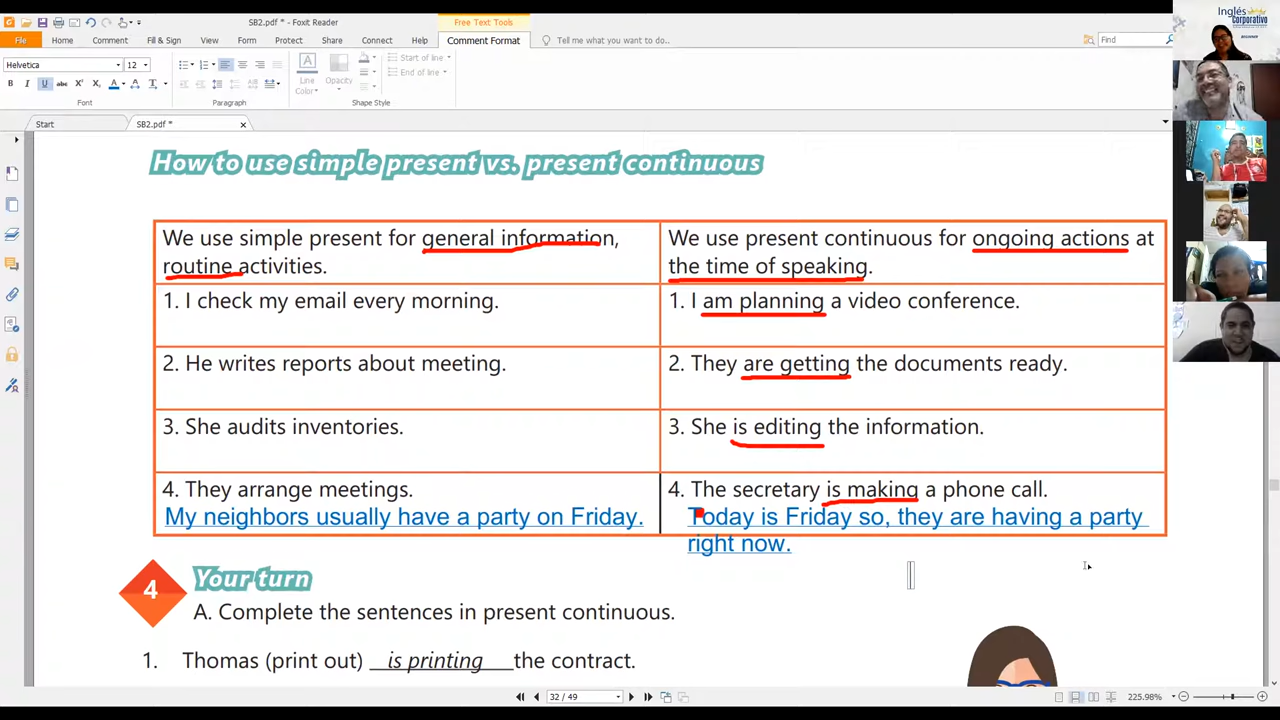 SB2.pdf * - Foxit Reader
Free Text Tools
File Home Comment Fill & Sign View Form Protect Share Connect Help Comment Format Tell me what you want to do... Find
Helvetica 12
Line Color
Opacity
Start of line
End of line
Font Paragraph Shape Style
Start SB2.pdf *
Inglés
Corporativo
How to use simple present vs. present continuous
We use simple present for general information,
routine activities.
We use present continuous for ongoing actions at
the time of speaking.
1. I check my email every morning.
1. I am planning a video conference.
2. He writes reports about meeting.
2. They are getting the documents ready.
3. She audits inventories.
3. She is editing the information.
4. They arrange meetings.
My neighbors usually have a party on Friday.
4. The secretary is making a phone call.
Today is Friday so, they are having a party
right now.
4 Your turn
A. Complete the sentences in present continuous.
1. Thomas (print out) is printing the contract.
32 / 49
225.98%